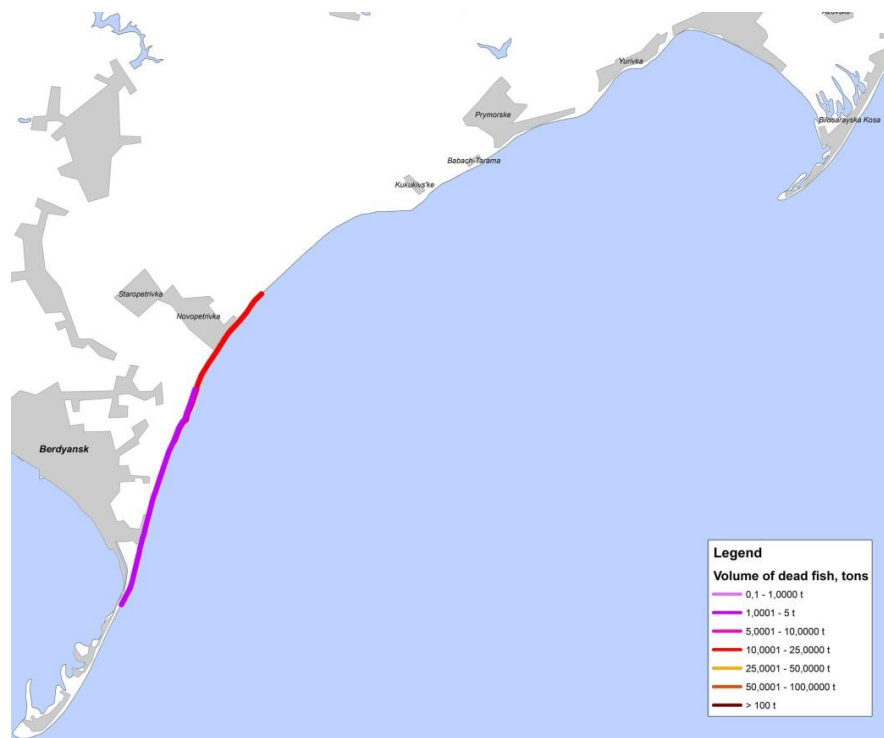 Yurivka
Prymorske
Bilosarayska Kosa
Babach-Tarama
Kukukivs'ke
Staropetrivka
Novopetrivka
Berdyansk
Legend
Volume of dead fish, tons
0,1 - 1,0000 t
1,0001 - 5 t
5,0001 - 10,0000 t
10,0001 - 25,0000 t
25,0001 - 50,0000 t
50,0001 - 100,0000 t
> 100 t